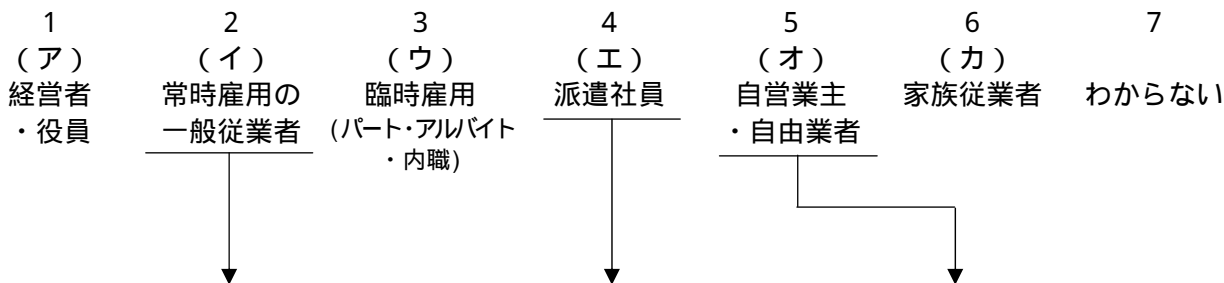 1 2 3 4 5 6 7
(ア) (イ) (ウ) (エ) (オ) (カ)
経営者 常時雇用の 臨時雇用 派遣社員 自営業主 家族従業者 わからない
・役員 一般従業者 (パート・アルバイト ・自由業者
・内職)